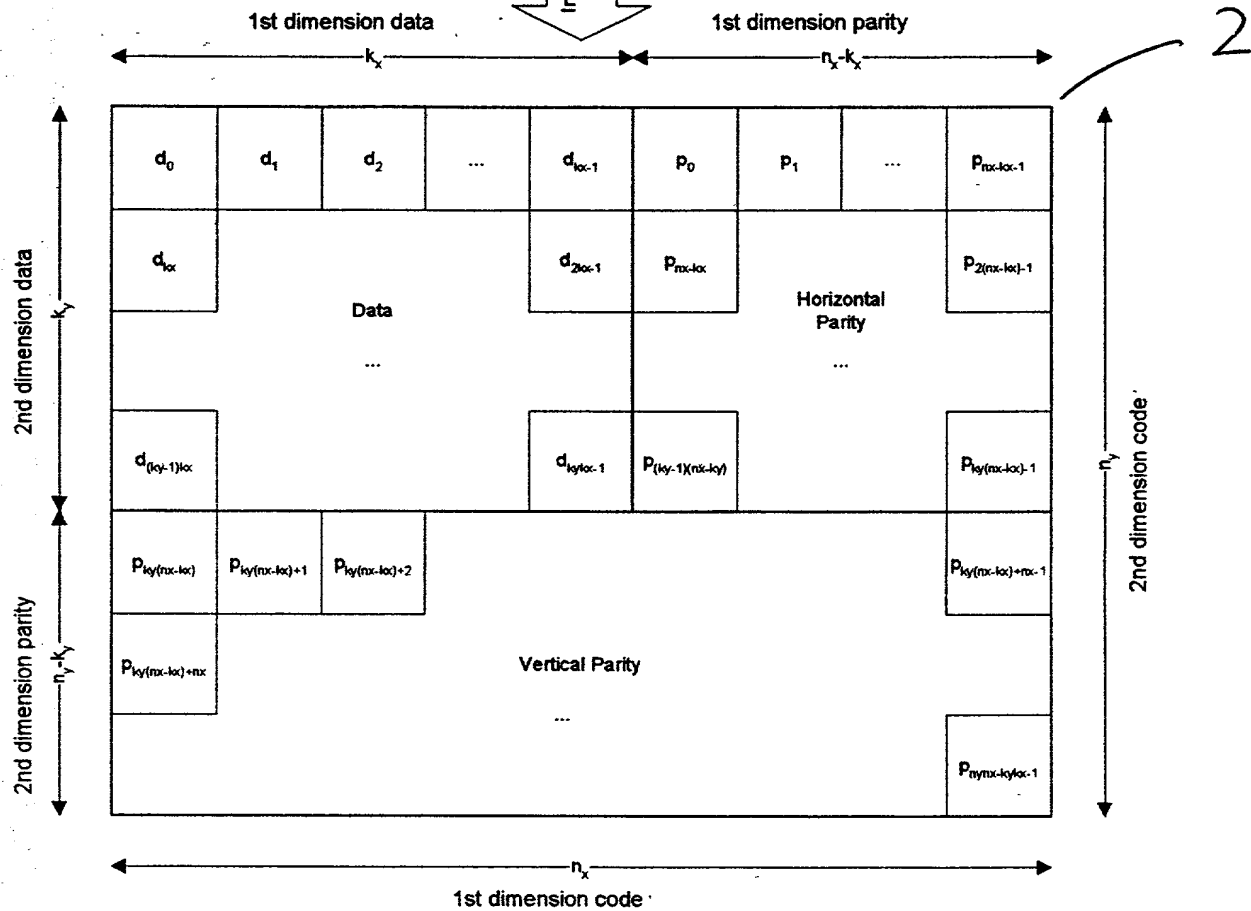 E
1st dimension data 1st dimension parity
k_x n_x-k_x
2
d_0 d_1 d_2 ... d_kx-1 p_0 p_1 ... p_nx-kx-1
d_kx d_2kx-1 p_nx-kx p_2(nx-kx)-1
Data
Horizontal
Parity
... ...
d_(ky-1)kx d_kykx-1 p_(ky-1)(nx-ky) p_ky(nx-kx)-1
p_ky(nx-kx) p_ky(nx-kx)+1 p_ky(nx-kx)+2 p_ky(nx-kx)+nx-1
p_ky(nx-kx)+nx
Vertical Parity
...
p_nynx-kykx-1
2nd dimension data
k_y
2nd dimension parity
n_y-k_y
n_y
2nd dimension code
n_x
1st dimension code